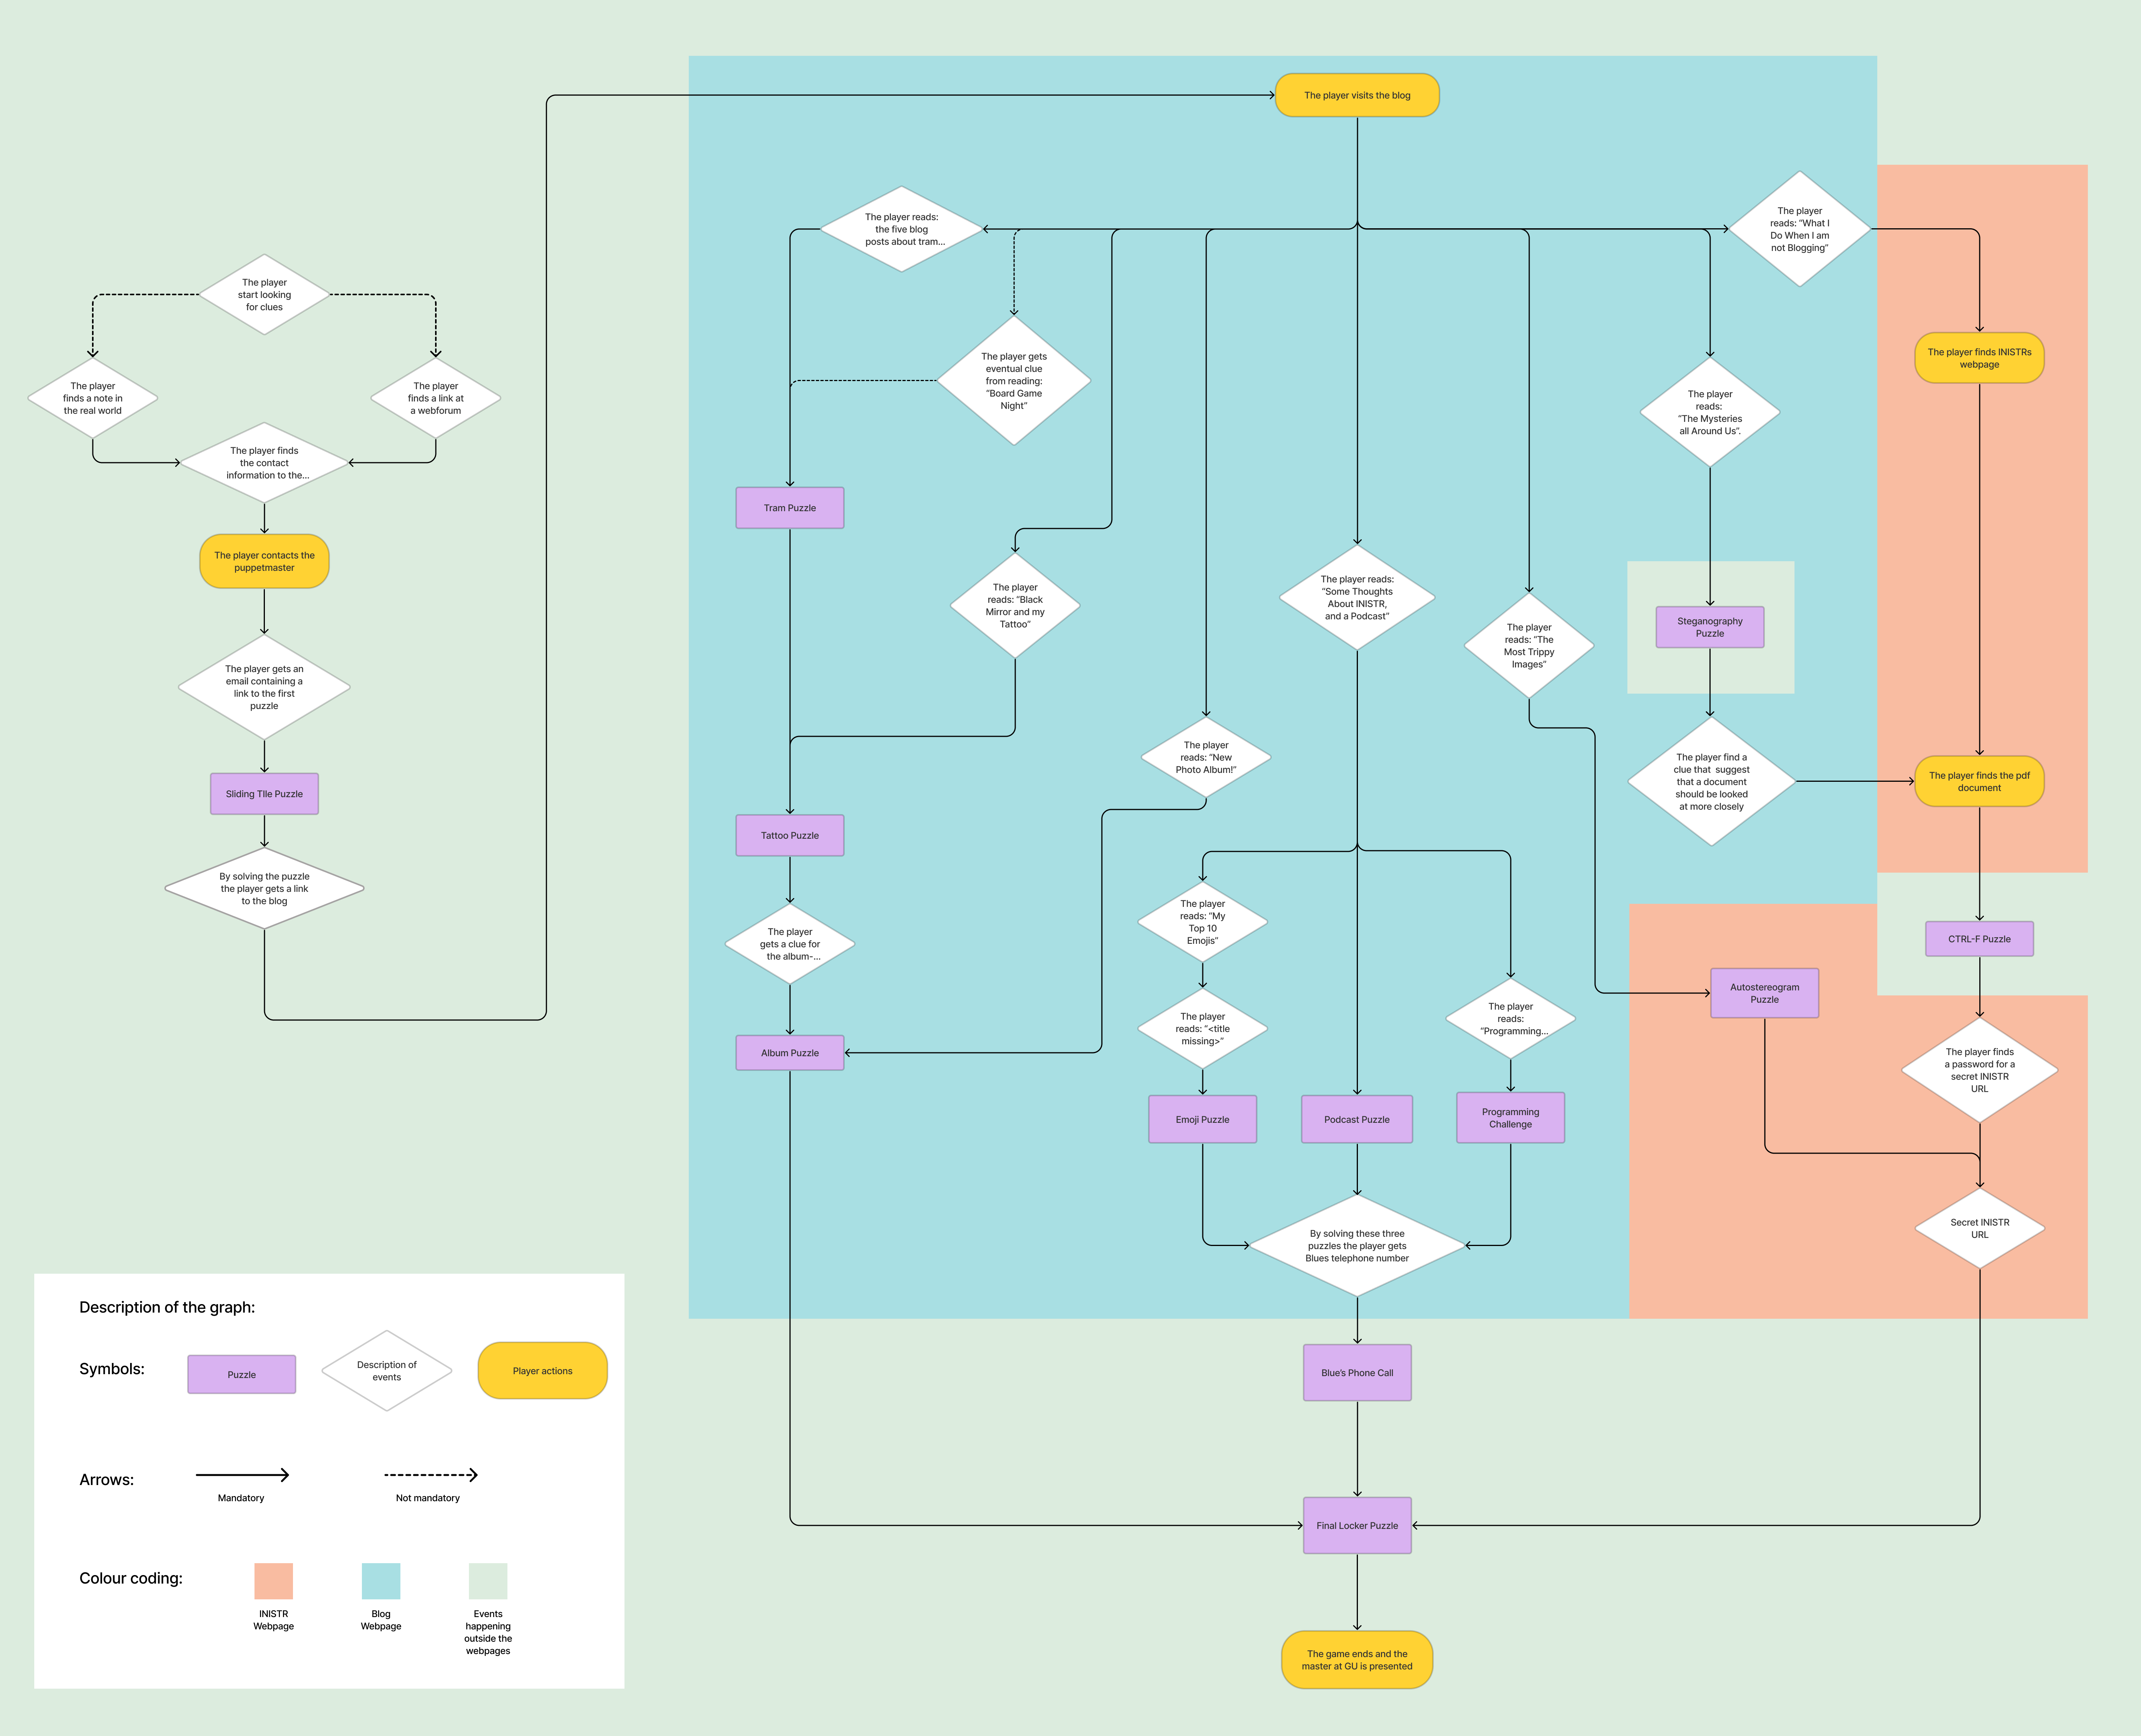 The player visits the blog
The player reads:
the five blog
posts about tram...
The player
reads: “What I
Do When I am
not Blogging”
The player
start looking
for clues
The player finds INISTRs
webpage
The player gets
eventual clue
from reading:
“Board Game
Night”
The player
finds a note in
the real world
The player
finds a link at
a webforum
The player
reads:
“The Mysteries
all Around Us”.
The player finds
the contact
information to the...
Tram Puzzle
The player contacts the
puppetmaster
The player
reads: “Black
Mirror and my
Tattoo”
The player reads:
“Some Thoughts
About INISTR,
and a Podcast”
The player
reads: “The
Most Trippy
Images”
Steganography
Puzzle
The player gets an
email containing a
link to the first
puzzle
The player
reads: “New
Photo Album!”
The player find a
clue that  suggest
that a document
should be looked
at more closely
The player finds the pdf
document
Sliding TIle Puzzle
Tattoo Puzzle
By solving the puzzle
the player gets a link
to the blog
The player
gets a clue for
the album-...
The player
reads: “My
Top 10
Emojis”
CTRL-F Puzzle
Autostereogram
Puzzle
The player
reads: “<title
missing>”
The player
reads:
“Programming...
Album Puzzle
The player finds
a password for a
secret INISTR
URL
Emoji Puzzle
Podcast Puzzle
Programming
Challenge
By solving these three
puzzles the player gets
Blues telephone number
Secret INISTR
URL
Description of the graph:
Symbols:
Puzzle
Description of
events
Player actions
Blue’s Phone Call
Arrows:
Mandatory
Not mandatory
Final Locker Puzzle
Colour coding:
INISTR
Webpage
Blog
Webpage
Events
happening
outside the
webpages
The game ends and the
master at GU is presented